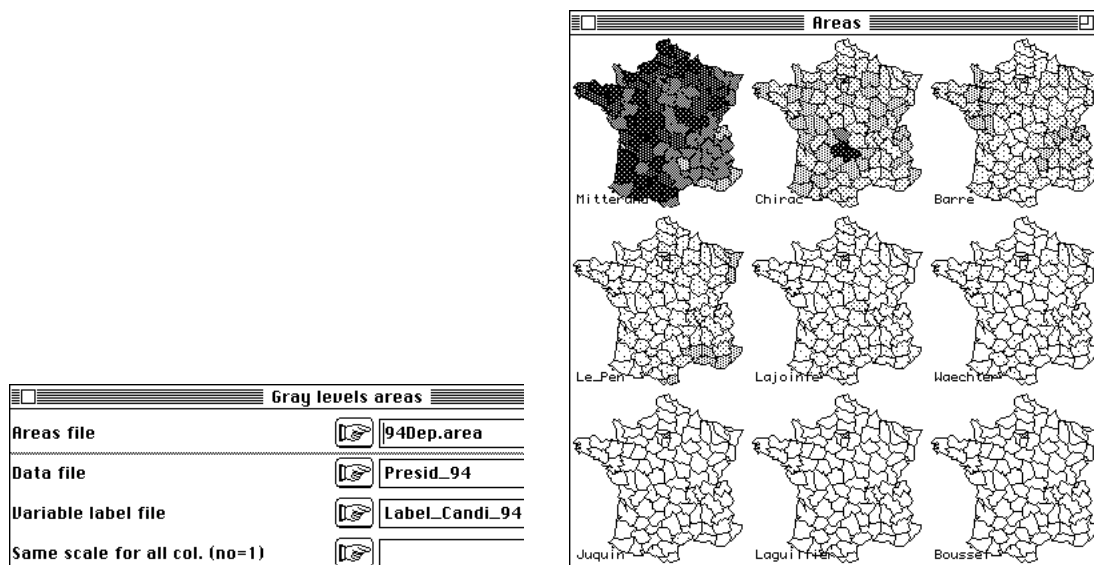 Areas
Mitterand
Chirac
Barre
Le_Pen
Lajoinie
Waechter
Juquin
Laguillier
Boussel
Gray levels areas
Areas file
94Dep.area
Data file
Presid_94
Variable label file
Label_Candi_94
Same scale for all col. (no=1)